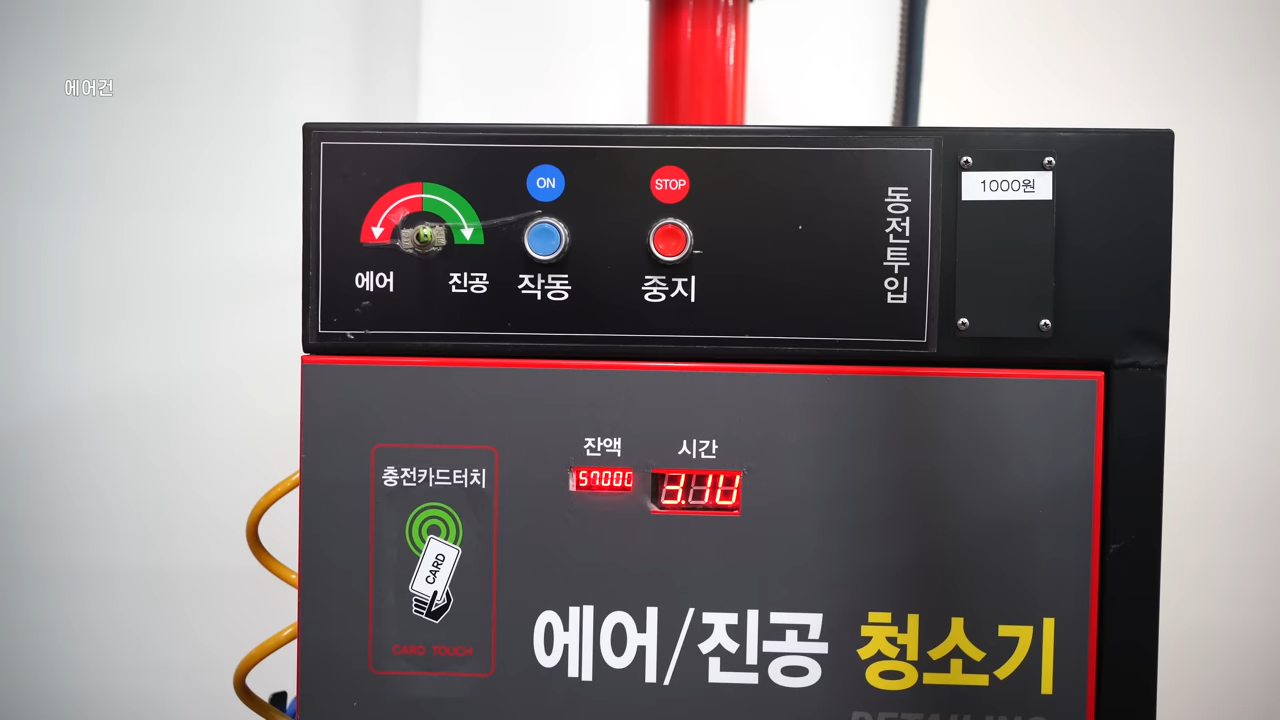 에어건
1000원
ON
STOP
동전투입
에어
진공
작동
중지
잔액
시간
충전카드터치
CARD
CARD TOUCH
에어/진공 청소기